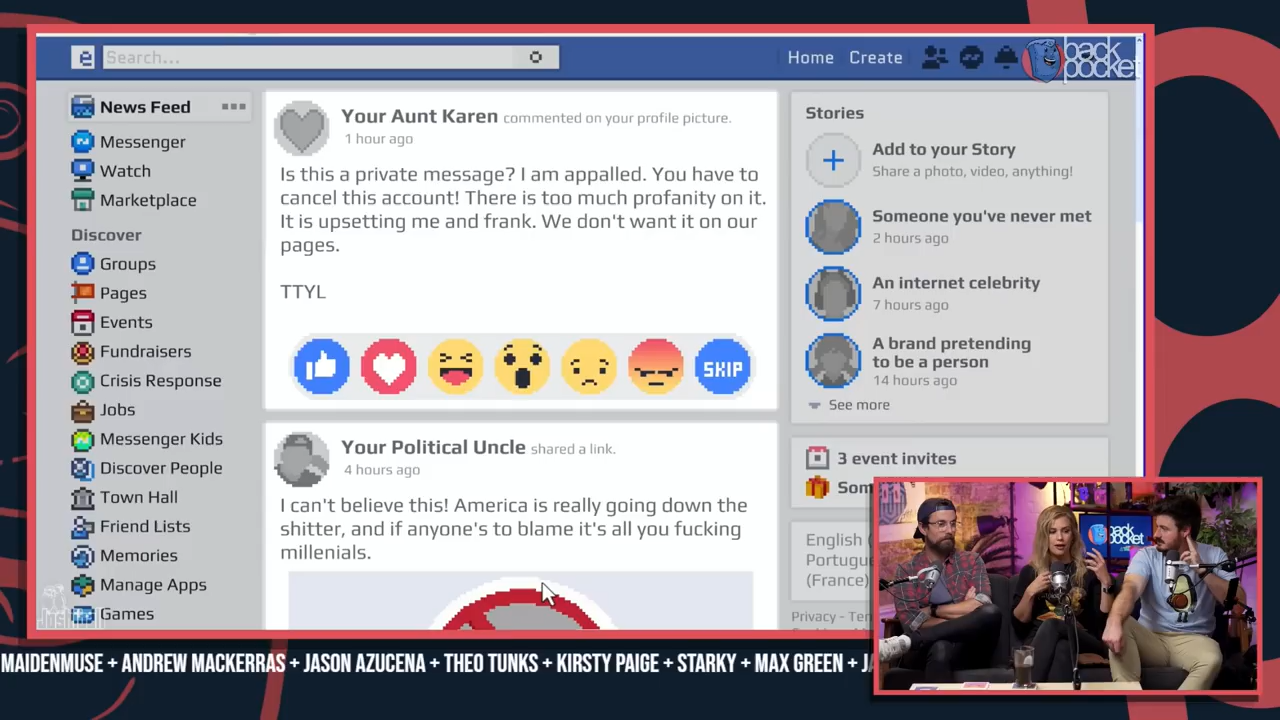 e
Search...
Home
Create
back
pocket
News Feed
Messenger
Watch
Marketplace
Discover
Groups
Pages
Events
Fundraisers
Crisis Response
Jobs
Messenger Kids
Discover People
Town Hall
Friend Lists
Memories
Manage Apps
Games
Your Aunt Karen commented on your profile picture.
1 hour ago
Is this a private message? I am appalled. You have to
cancel this account! There is too much profanity on it.
It is upsetting me and frank. We don't want it on our
pages.
TTYL
SKIP
Your Political Uncle shared a link.
4 hours ago
I can't believe this! America is really going down the
shitter, and if anyone's to blame it's all you fucking
millenials.
Stories
Add to your Story
Share a photo, video, anything!
Someone you've never met
2 hours ago
An internet celebrity
7 hours ago
A brand pretending
to be a person
14 hours ago
See more
3 event invites
English
(France)
Privacy
back
pocket
MAIDENMUSE + ANDREW MACKERRAS + JASON AZUCENA + THEO TUNKS + KIRSTY PAIGE + STARKY + MAX GREEN +